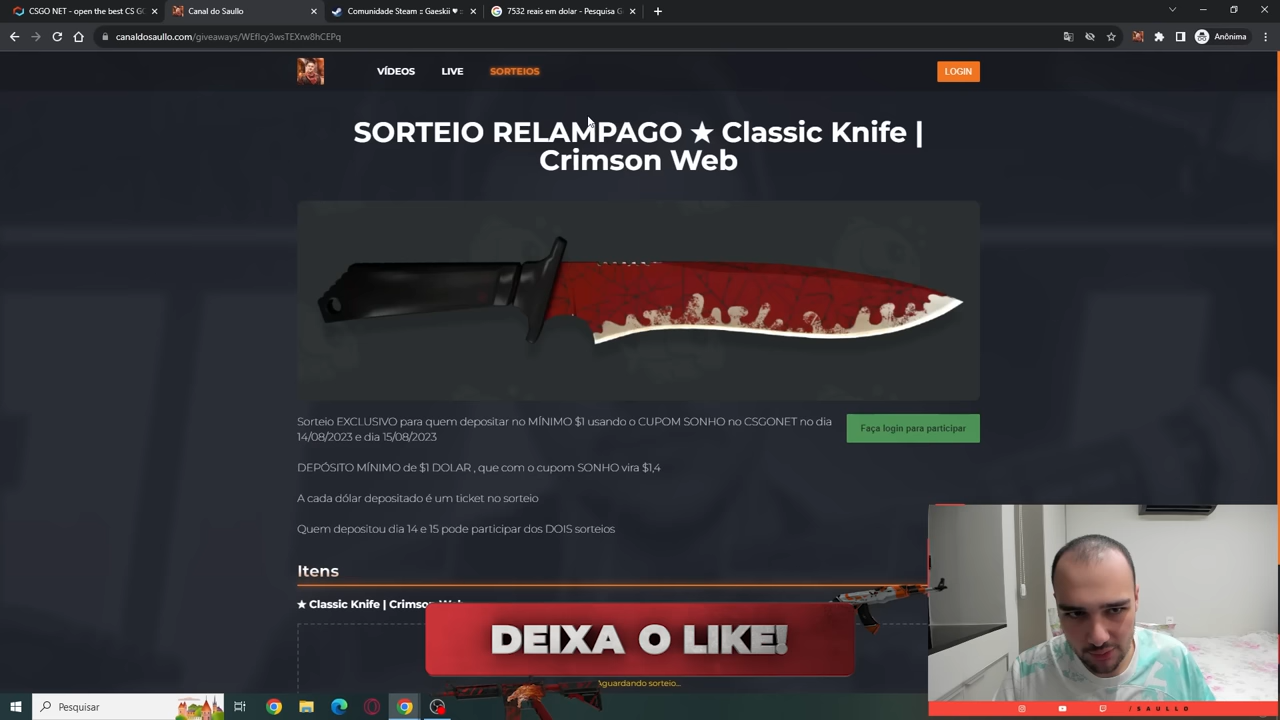 CSGO NET - open the best CS G
Canal do Saullo
Comunidade Steam :: Gaeskii ♥
7532 reais em dolar - Pesquisa G
canaldosaullo.com/giveaways/WEflcy3wsTEXrw8hCEPq
Anônima
VÍDEOS
LIVE
SORTEIOS
LOGIN
SORTEIO RELAMPAGO ★ Classic Knife |
Crimson Web
Sorteio EXCLUSIVO para quem depositar no MÍNIMO $1 usando o CUPOM SONHO no CSGONET no dia
14/08/2023 e dia 15/08/2023
Faça login para participar
DEPÓSITO MÍNIMO de $1 DOLAR , que com o cupom SONHO vira $1,4
A cada dólar depositado é um ticket no sorteio
Quem depositou dia 14 e 15 pode participar dos DOIS sorteios
Itens
★ Classic Knife | Crimson Web
DEIXA O LIKE!
Aguardando sorteio...
Pesquisar
/SAULLO